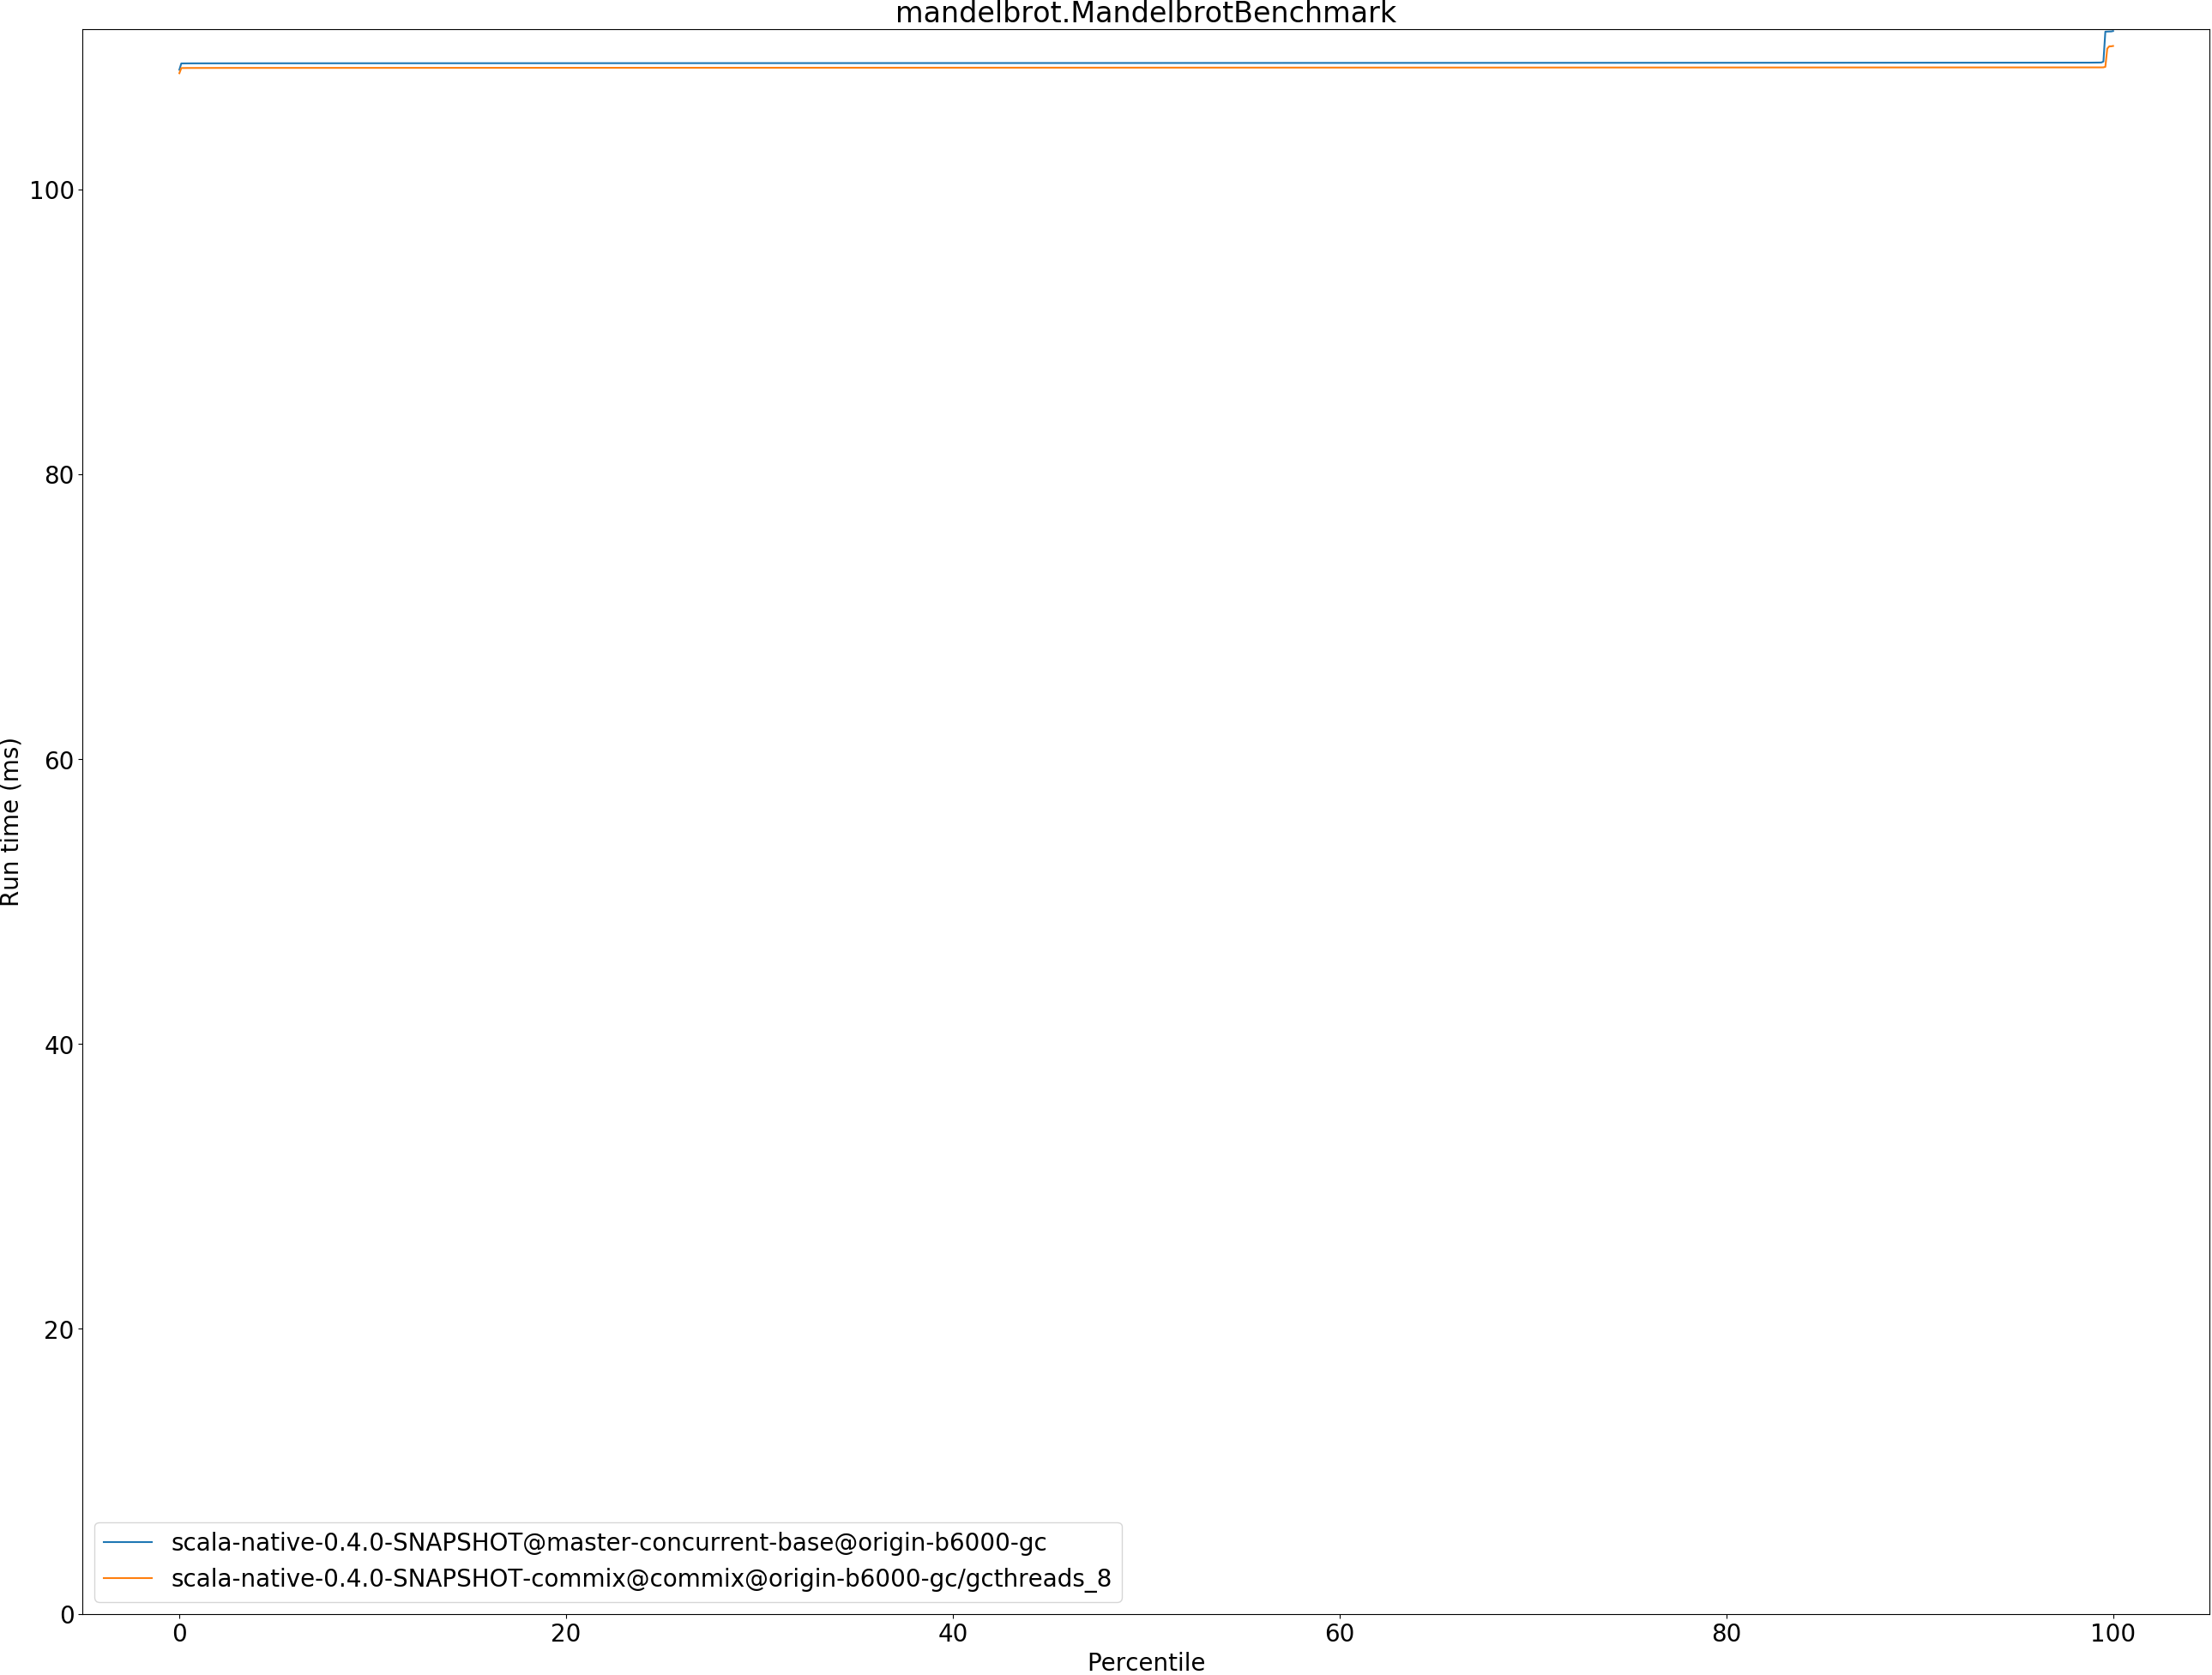 mandelbrot.MandelbrotBenchmark
100
80
60
40
20
0
Run time (ms)
scala-native-0.4.0-SNAPSHOT@master-concurrent-base@origin-b6000-gc
scala-native-0.4.0-SNAPSHOT-commix@commix@origin-b6000-gc/gcthreads_8
0 20 40 60 80 100
Percentile